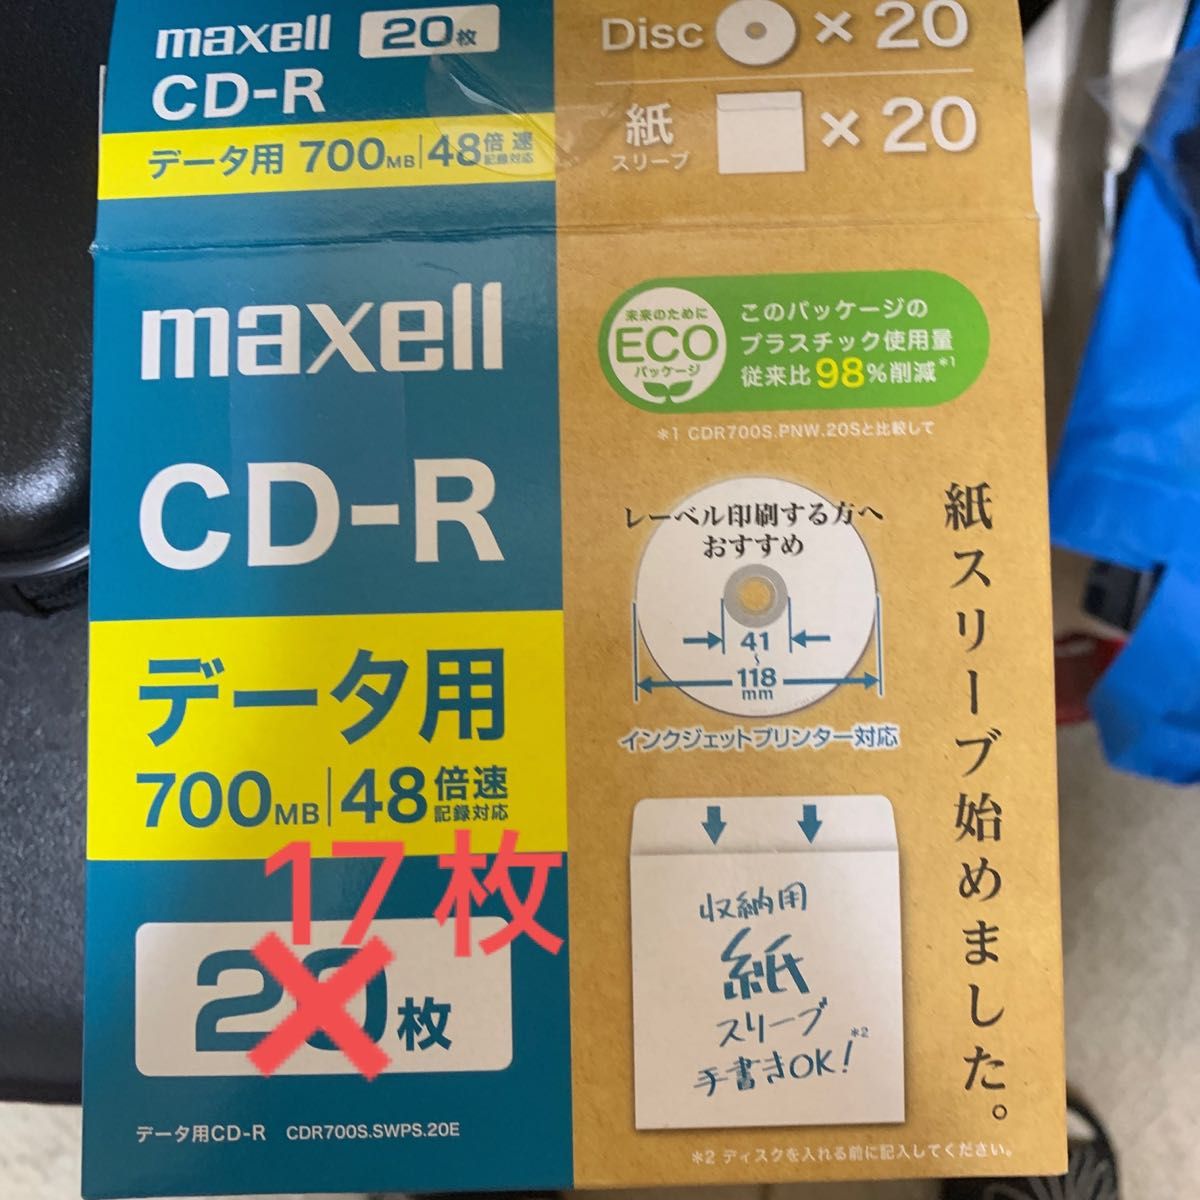 maxell 20枚
CD-R
データ用 700MB 48倍速 記録対応
Disc × 20
紙スリーブ × 20
maxell
CD-R
データ用
700MB 48倍速 記録対応
17枚
20枚
データ用CD-R CDR700S.SWPS.20E
未来のために
ECO
パッケージ
このパッケージの
プラスチック使用量
従来比98%削減*1
*1 CDR700S.PNW.20Sと比較して
レーベル印刷する方へ
おすすめ
41
~
118
mm
インクジェットプリンター対応
紙スリーブ始めました。
収納用
紙
スリーブ
手書きOK!*2
*2 ディスクを入れる前に記入してください。